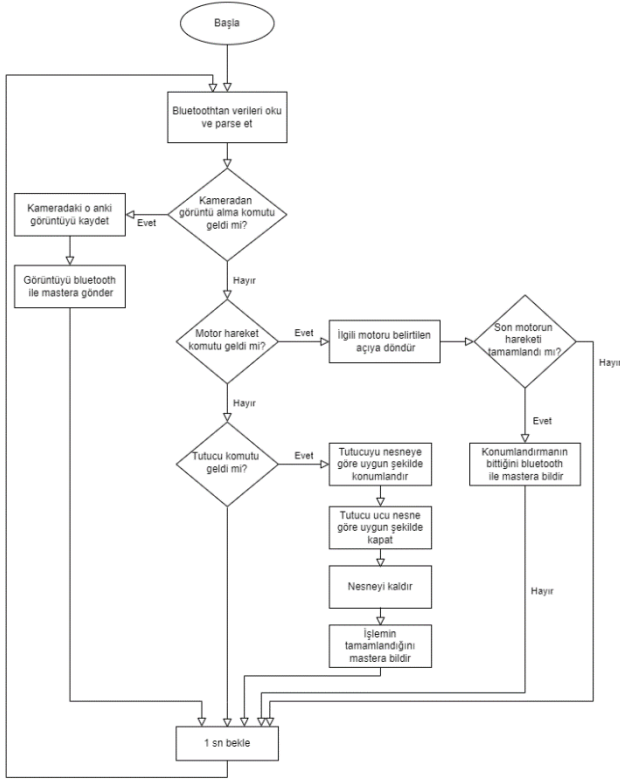 Başla
Bluetoothtan verileri oku
ve parse et
Kameradan
görüntü alma komutu
geldi mi?
Evet
Kameradaki o anki
görüntüyü kaydet
Görüntüyü bluetooth
ile mastera gönder
Hayır
Motor hareket
komutu geldi mi?
Evet
İlgili motoru belirtilen
açıya döndür
Son motorun
hareketi
tamamlandı mı?
Hayır
Evet
Konumlandırmanın
bittiğini bluetooth
ile mastera bildir
Hayır
Hayır
Tutucu komutu
geldi mi?
Evet
Tutucuyu nesneye
göre uygun şekilde
konumlandır
Tutucu ucu nesne
göre uygun şekilde
kapat
Nesneyi kaldır
İşlemin
tamamlandığını
mastera bildir
1 sn bekle